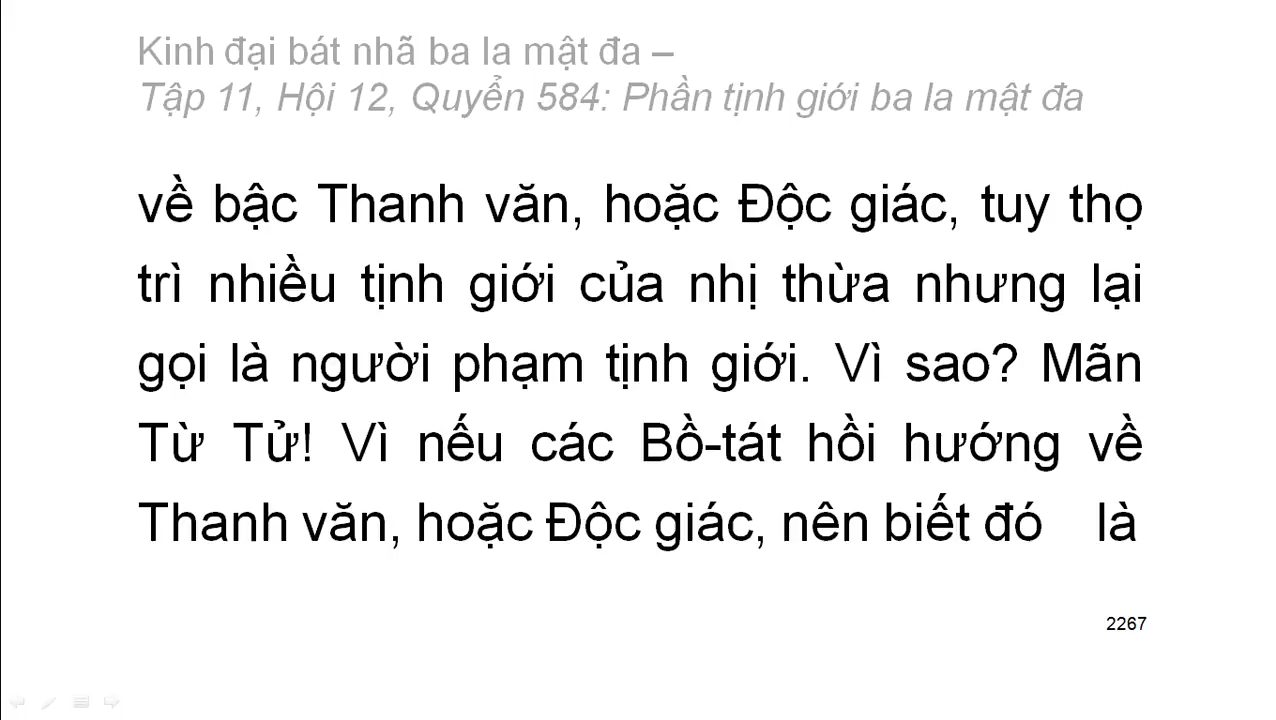 Kinh đại bát nhã ba la mật đa –
Tập 11, Hội 12, Quyển 584: Phần tịnh giới ba la mật đa
về bậc Thanh văn, hoặc Độc giác, tuy thọ
trì nhiều tịnh giới của nhị thừa nhưng lại
gọi là người phạm tịnh giới. Vì sao? Mãn
Từ Tử! Vì nếu các Bồ-tát hồi hướng về
Thanh văn, hoặc Độc giác, nên biết đó là
2267